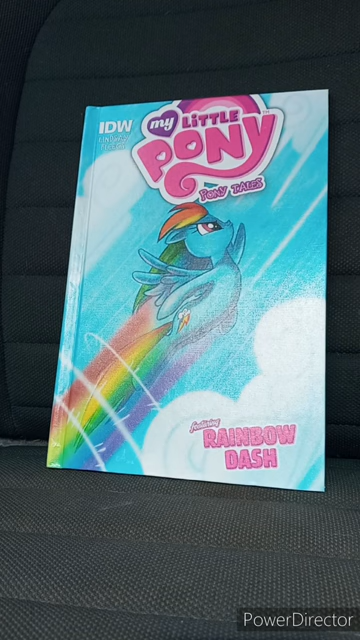 IDW
my LITTLE
PONY
PONY TALES
featuring
RAINBOW
DASH
PowerDirector